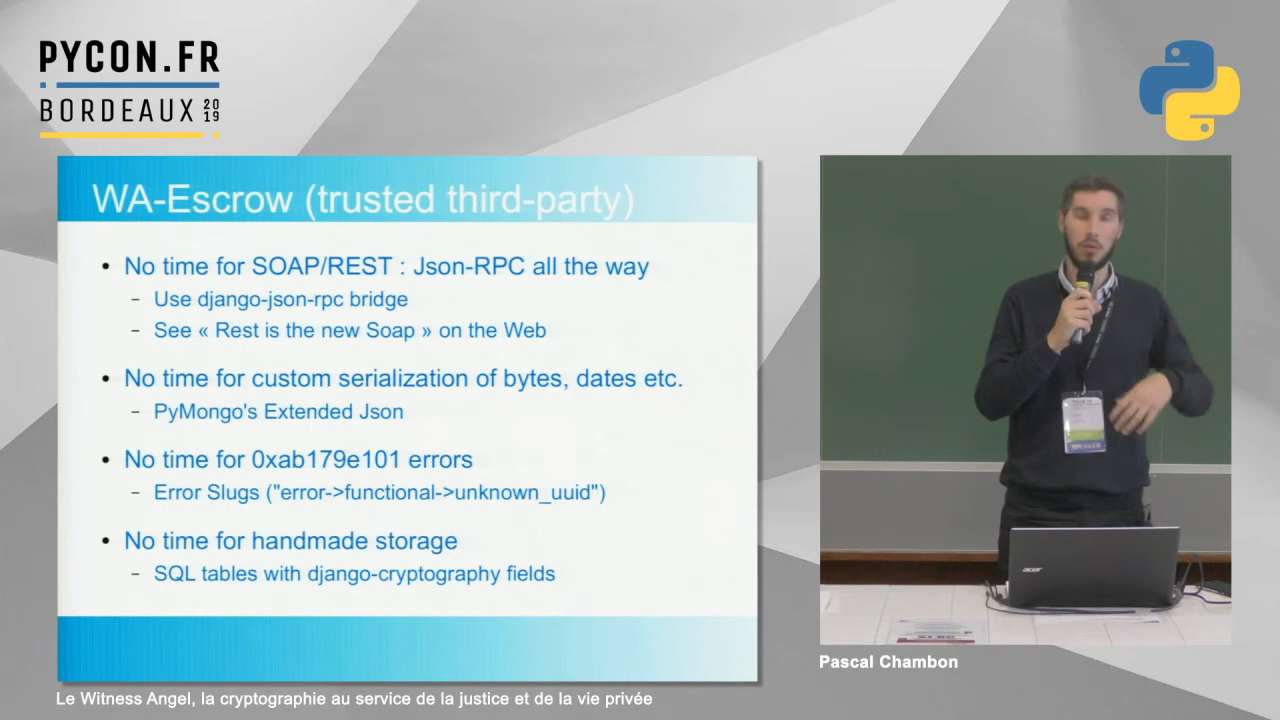 PYCON.FR
BORDEAUX 2019
WA-Escrow (trusted third-party)
• No time for SOAP/REST : Json-RPC all the way
– Use django-json-rpc bridge
– See « Rest is the new Soap » on the Web
• No time for custom serialization of bytes, dates etc.
– PyMongo's Extended Json
• No time for 0xab179e101 errors
– Error Slugs ("error->functional->unknown_uuid")
• No time for handmade storage
– SQL tables with django-cryptography fields
acer
Pascal Chambon
Le Witness Angel, la cryptographie au service de la justice et de la vie privée